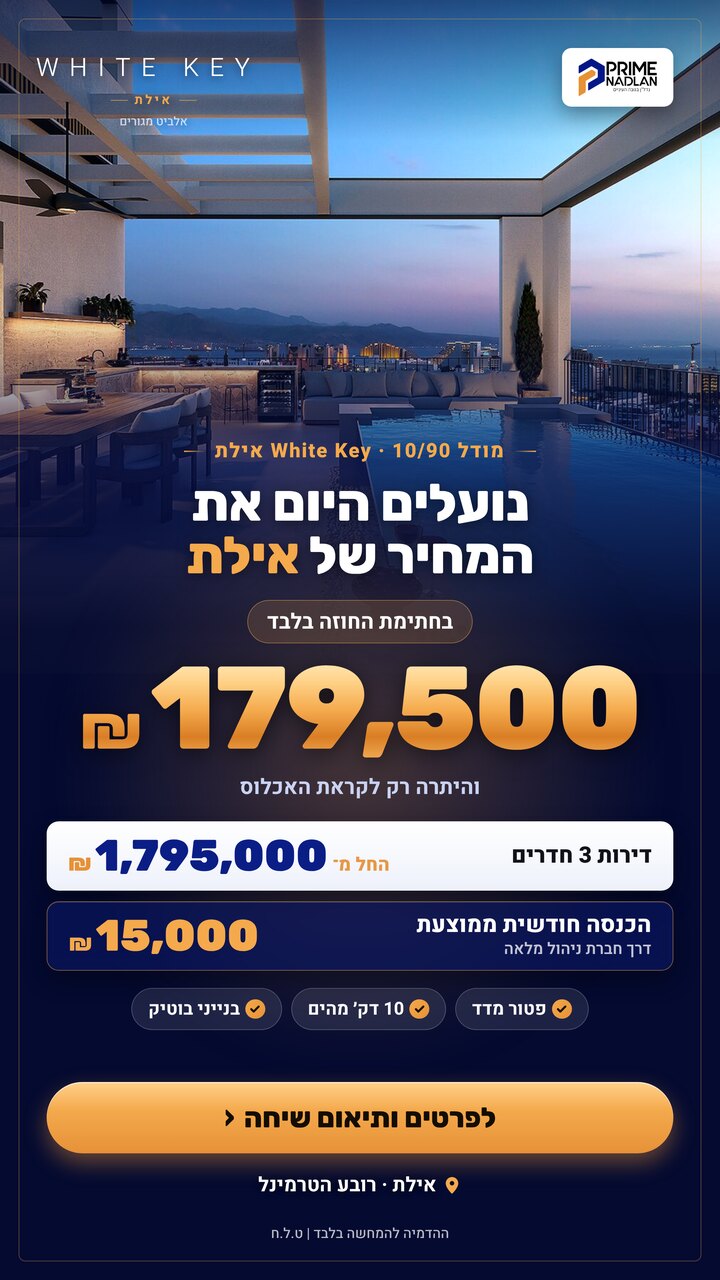 WHITE KEY
אילת
אלביט מגורים
PRIME
NADLAN
נדל"ן בגובה העיניים
מודל 10/90 · White Key אילת
נועלים היום את
המחיר של אילת
בחתימת החוזה בלבד
179,500 ₪
והיתרה רק לקראת האכלוס
דירות 3 חדרים
החל מ־ 1,795,000 ₪
הכנסה חודשית ממוצעת
דרך חברת ניהול מלאה
15,000 ₪
פטור מדד
10 דק׳ מהים
בנייני בוטיק
לפרטים ותיאום שיחה ›
אילת · רובע הטרמינל
ההדמיה להמחשה בלבד | ט.ל.ח